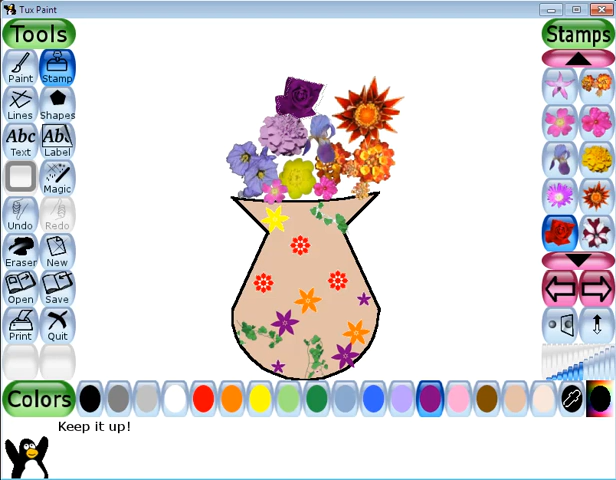 Tux Paint
Tools
Stamps
Paint
Stamp
Lines
Shapes
Abc
Text
Abc
Label
Magic
Undo
Redo
Eraser
New
Open
Save
Print
Quit
Colors
Keep it up!